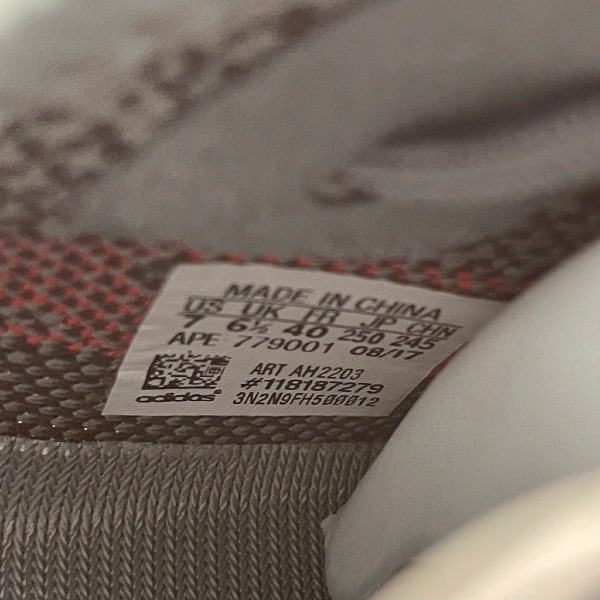 MADE IN CHINA
US UK FR JP CHN
7 6½ 40 250 245
APE 779001 08/17
ART AH2203
#118187279
adidas 3N2N9FH500012